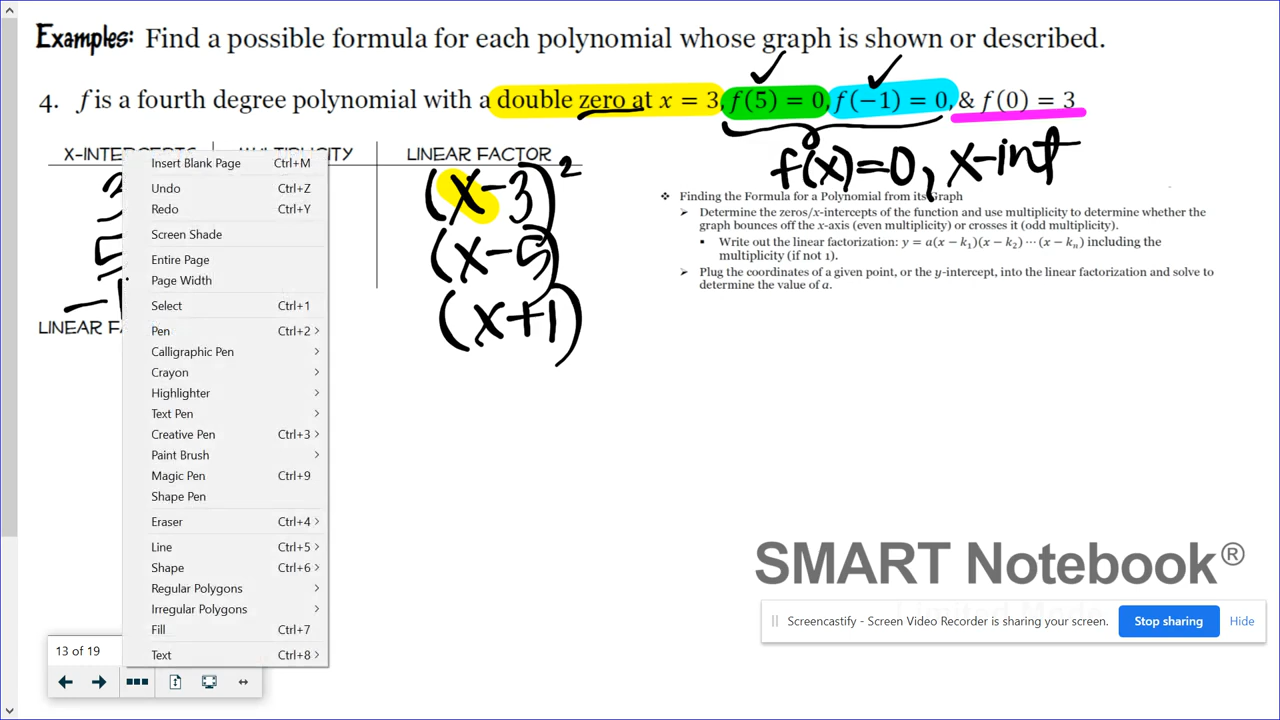 Examples: Find a possible formula for each polynomial whose graph is shown or described.
4. f is a fourth degree polynomial with a double zero at x = 3, f(5) = 0, f(−1) = 0, & f(0) = 3
f(x)=0, x-int
X-INTERCEPTS MULTIPLICITY LINEAR FACTOR
3 (x-3)²
5 (x-5)
-1 (x+1)
LINEAR FA
❖ Finding the Formula for a Polynomial from its Graph
➢ Determine the zeros/x-intercepts of the function and use multiplicity to determine whether the
graph bounces off the x-axis (even multiplicity) or crosses it (odd multiplicity).
▪ Write out the linear factorization: y = a(x − k₁)(x − k₂) ⋯ (x − kₙ) including the
multiplicity (if not 1).
➢ Plug the coordinates of a given point, or the y-intercept, into the linear factorization and solve to
determine the value of a.
Insert Blank Page Ctrl+M
Undo Ctrl+Z
Redo Ctrl+Y
Screen Shade
Entire Page
Page Width
Select Ctrl+1
Pen Ctrl+2
Calligraphic Pen
Crayon
Highlighter
Text Pen
Creative Pen Ctrl+3
Paint Brush
Magic Pen Ctrl+9
Shape Pen
Eraser Ctrl+4
Line Ctrl+5
Shape Ctrl+6
Regular Polygons
Irregular Polygons
Fill Ctrl+7
Text Ctrl+8
SMART Notebook®
Screencastify - Screen Video Recorder is sharing your screen. Stop sharing Hide
13 of 19